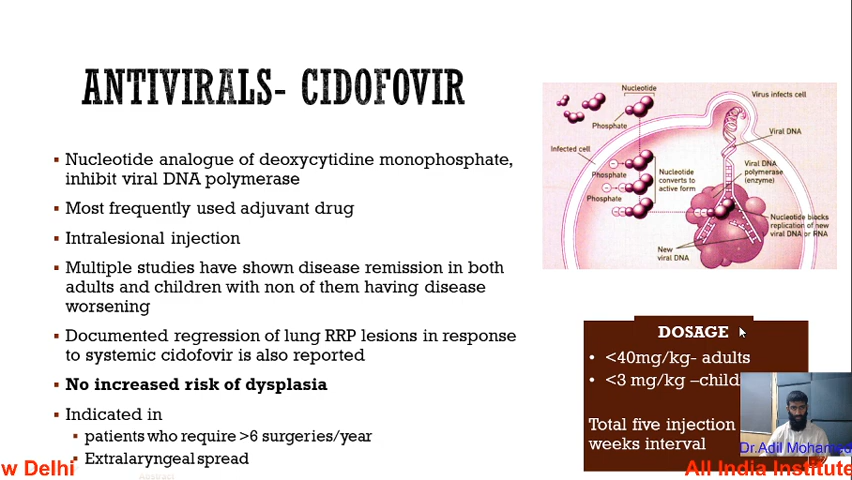 ANTIVIRALS- CIDOFOVIR
▪ Nucleotide analogue of deoxycytidine monophosphate,
inhibit viral DNA polymerase
▪ Most frequently used adjuvant drug
▪ Intralesional injection
▪ Multiple studies have shown disease remission in both
adults and children with non of them having disease
worsening
▪ Documented regression of lung RRP lesions in response
to systemic cidofovir is also reported
▪ No increased risk of dysplasia
▪ Indicated in
▪ patients who require >6 surgeries/year
▪ Extralaryngeal spread
Nucleotide
Phosphate
Virus infects cell
Viral DNA
Infected cell
Phosphate
Phosphate
Nucleotide
converts to
active form
Viral DNA
polymerase
(enzyme)
Nucleotide blocks
replication of new
viral DNA or RNA
New
viral DNA
DOSAGE
• <40mg/kg- adults
• <3 mg/kg –child
Total five injection
weeks interval
Dr.Adil Mohamed
w Delhi
All India Institute